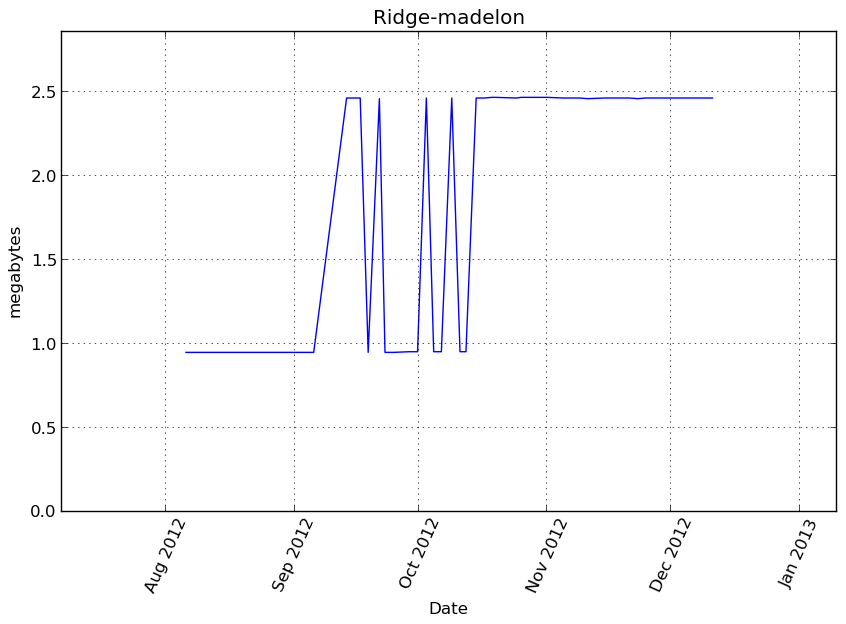 Ridge-madelon
megabytes
2.5
2.0
1.5
1.0
0.5
0.0
Aug 2012
Sep 2012
Oct 2012
Nov 2012
Dec 2012
Jan 2013
Date